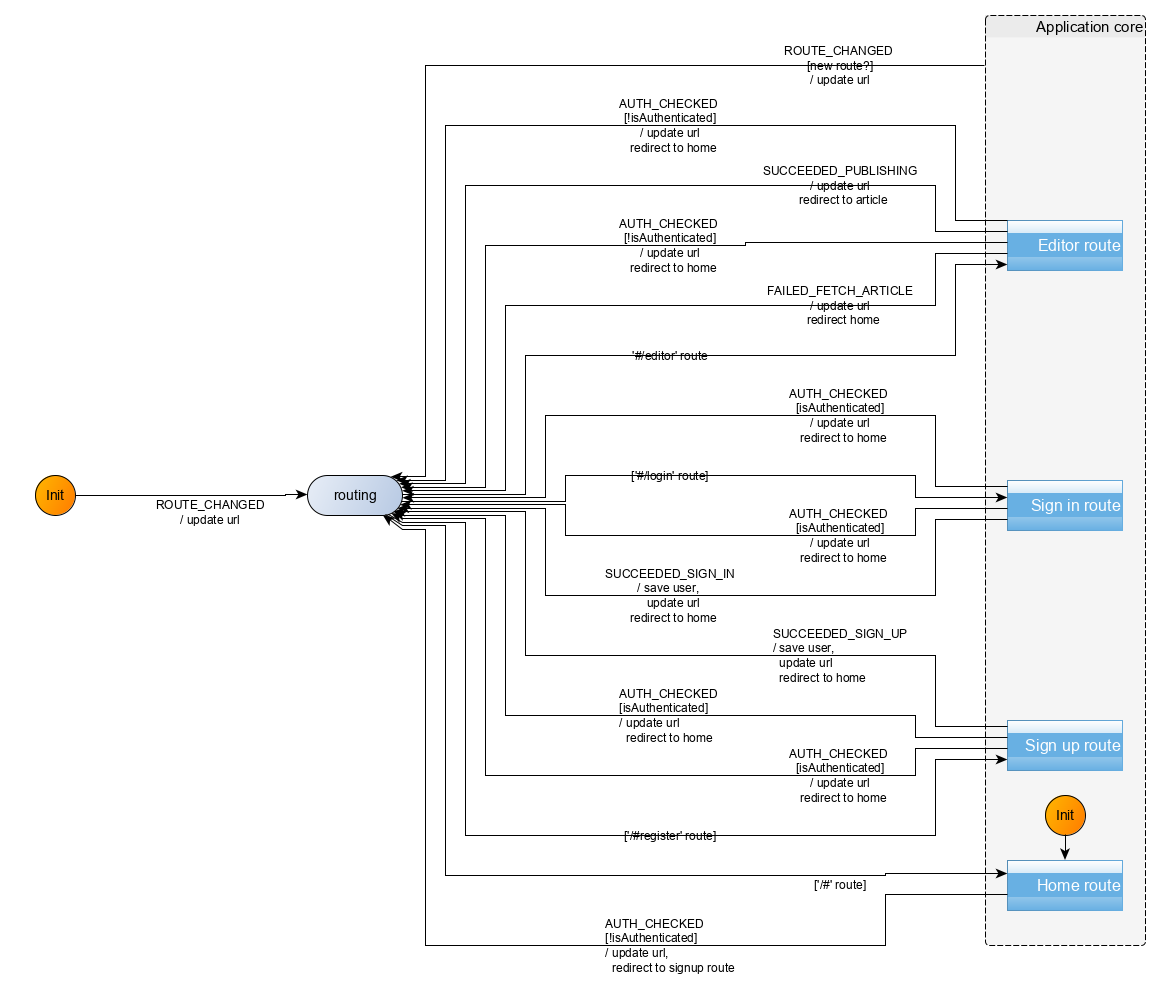 Application core
ROUTE_CHANGED
[new route?]
/ update url
AUTH_CHECKED
[!isAuthenticated]
/ update url
redirect to home
SUCCEEDED_PUBLISHING
/ update url
redirect to article
AUTH_CHECKED
[!isAuthenticated]
/ update url
redirect to home
Editor route
FAILED_FETCH_ARTICLE
/ update url
redirect home
'#/editor' route
AUTH_CHECKED
[isAuthenticated]
/ update url
redirect to home
['#/login' route]
Init
ROUTE_CHANGED
/ update url
routing
Sign in route
AUTH_CHECKED
[isAuthenticated]
/ update url
redirect to home
SUCCEEDED_SIGN_IN
/ save user,
update url
redirect to home
SUCCEEDED_SIGN_UP
/ save user,
update url
redirect to home
AUTH_CHECKED
[isAuthenticated]
/ update url
redirect to home
Sign up route
AUTH_CHECKED
[isAuthenticated]
/ update url
redirect to home
['/#register' route]
Init
['/#' route]
Home route
AUTH_CHECKED
[!isAuthenticated]
/ update url,
redirect to signup route